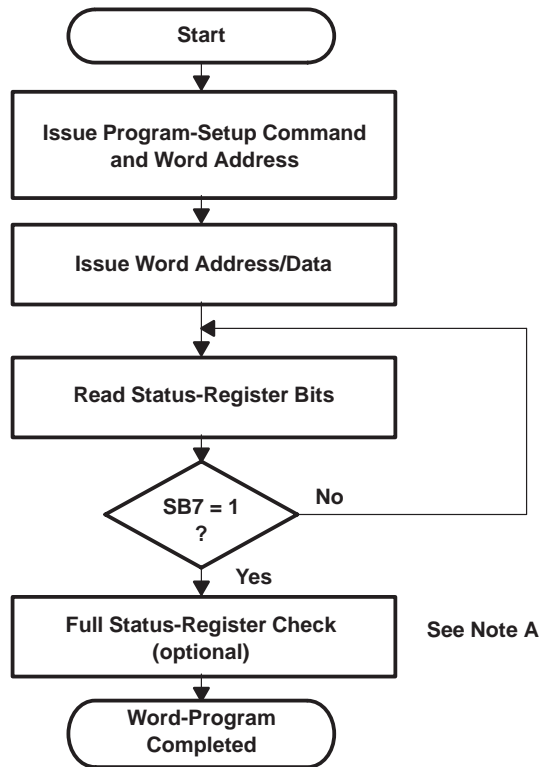 Start
Issue Program-Setup Command
and Word Address
Issue Word Address/Data
Read Status-Register Bits
SB7 = 1
?
No
Yes
Full Status-Register Check
(optional)
See Note A
Word-Program
Completed